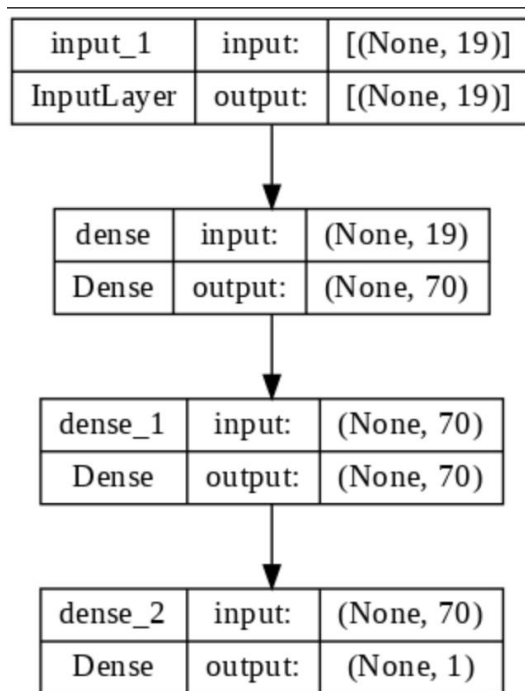 input_1 input: [(None, 19)]
InputLayer output: [(None, 19)]
dense input: (None, 19)
Dense output: (None, 70)
dense_1 input: (None, 70)
Dense output: (None, 70)
dense_2 input: (None, 70)
Dense output: (None, 1)